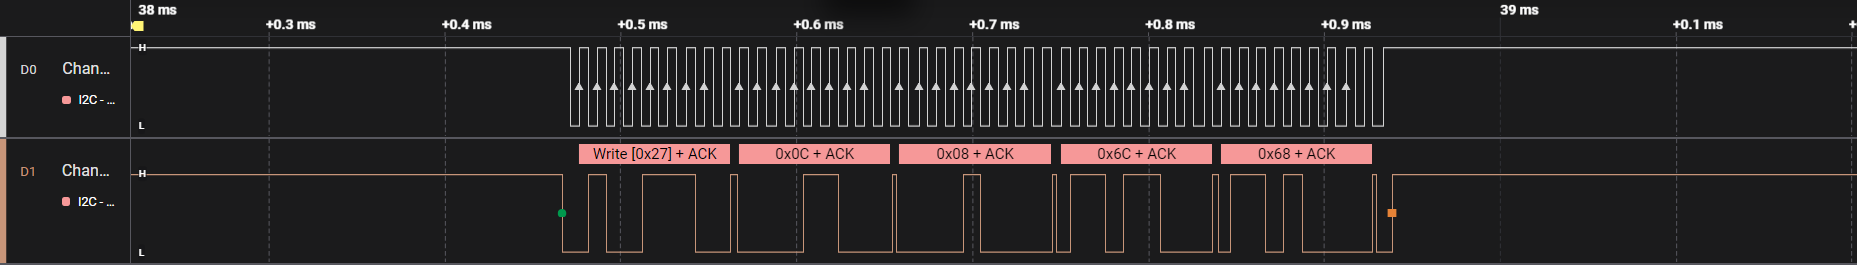 38 ms
39 ms
+0.3 ms
+0.4 ms
+0.5 ms
+0.6 ms
+0.7 ms
+0.8 ms
+0.9 ms
+0.1 ms
+
H
D0
Chan...
I2C - ...
L
Write [0x27] + ACK
0x0C + ACK
0x08 + ACK
0x6C + ACK
0x68 + ACK
H
D1
Chan...
I2C - ...
L